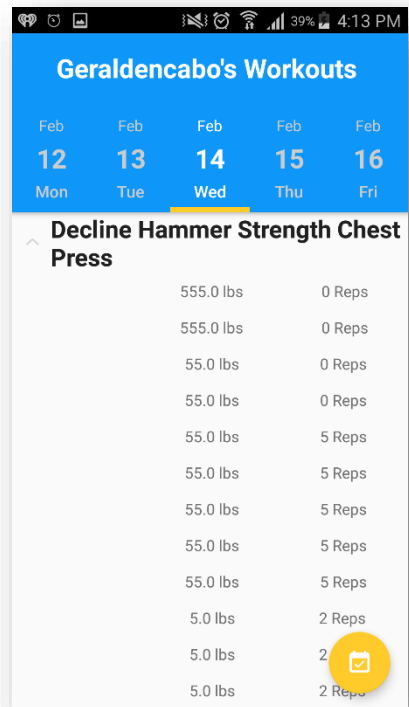 39% 4:13 PM
Geraldencabo's Workouts
Feb Feb Feb Feb Feb
12 13 14 15 16
Mon Tue Wed Thu Fri
Decline Hammer Strength Chest
Press
555.0 lbs 0 Reps
555.0 lbs 0 Reps
55.0 lbs 0 Reps
55.0 lbs 0 Reps
55.0 lbs 5 Reps
55.0 lbs 5 Reps
55.0 lbs 5 Reps
55.0 lbs 5 Reps
55.0 lbs 5 Reps
5.0 lbs 2 Reps
5.0 lbs 2
5.0 lbs 2 Reps